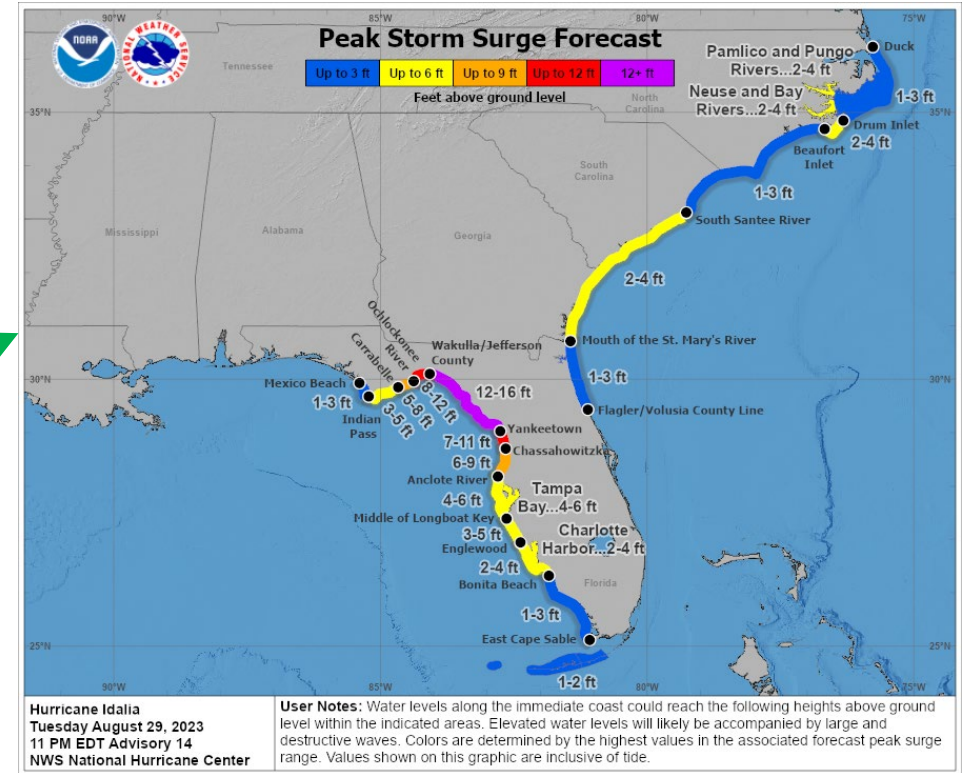 90°W
85°W
80°W
75°W
NOAA
NATIONAL WEATHER SERVICE
Peak Storm Surge Forecast
Up to 3 ft
Up to 6 ft
Up to 9 ft
Up to 12 ft
12+ ft
Feet above ground level
Tennessee
North
Carolina
South
Carolina
Mississippi
Alabama
Georgia
Florida
Duck
Pamlico and Pungo
Rivers...2-4 ft
Neuse and Bay
Rivers...2-4 ft
1-3 ft
Drum Inlet
2-4 ft
Beaufort
Inlet
1-3 ft
South Santee River
2-4 ft
Mouth of the St. Mary's River
1-3 ft
Flagler/Volusia County Line
35°N
35°N
30°N
30°N
25°N
25°N
Mexico Beach
1-3 ft
Indian
Pass
3-5 ft
Carrabelle
5-8 ft
Ochlockonee
River
8-12 ft
Wakulla/Jefferson
County
12-16 ft
Yankeetown
7-11 ft
Chassahowitzka
6-9 ft
Anclote River
4-6 ft
Tampa
Bay...4-6 ft
Middle of Longboat Key
3-5 ft
Englewood
Charlotte
Harbor...2-4 ft
2-4 ft
Bonita Beach
1-3 ft
East Cape Sable
1-2 ft
90°W
85°W
80°W
75°W
Hurricane Idalia
Tuesday August 29, 2023
11 PM EDT Advisory 14
NWS National Hurricane Center
User Notes: Water levels along the immediate coast could reach the following heights above ground
level within the indicated areas. Elevated water levels will likely be accompanied by large and
destructive waves. Colors are determined by the highest values in the associated forecast peak surge
range. Values shown on this graphic are inclusive of tide.